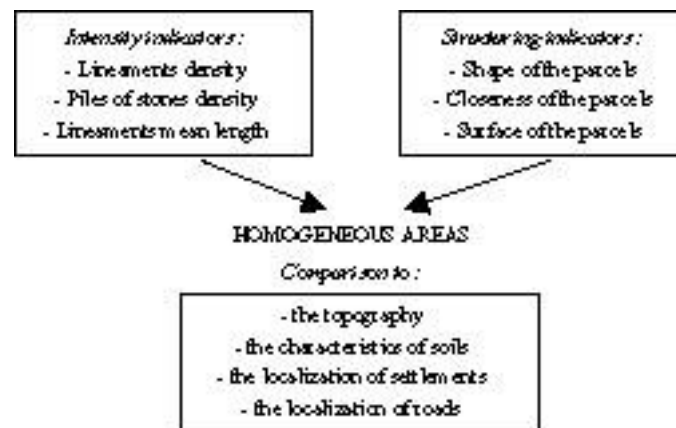 Intensity indicators :
- Lineaments density
- Piles of stones density
- Lineaments mean length
Structuring indicators :
- Shape of the parcels
- Closeness of the parcels
- Surface of the parcels
HOMOGENEOUS AREAS
Comparison to :
- the topography
- the characteristics of soils
- the localization of settlements
- the localization of roads